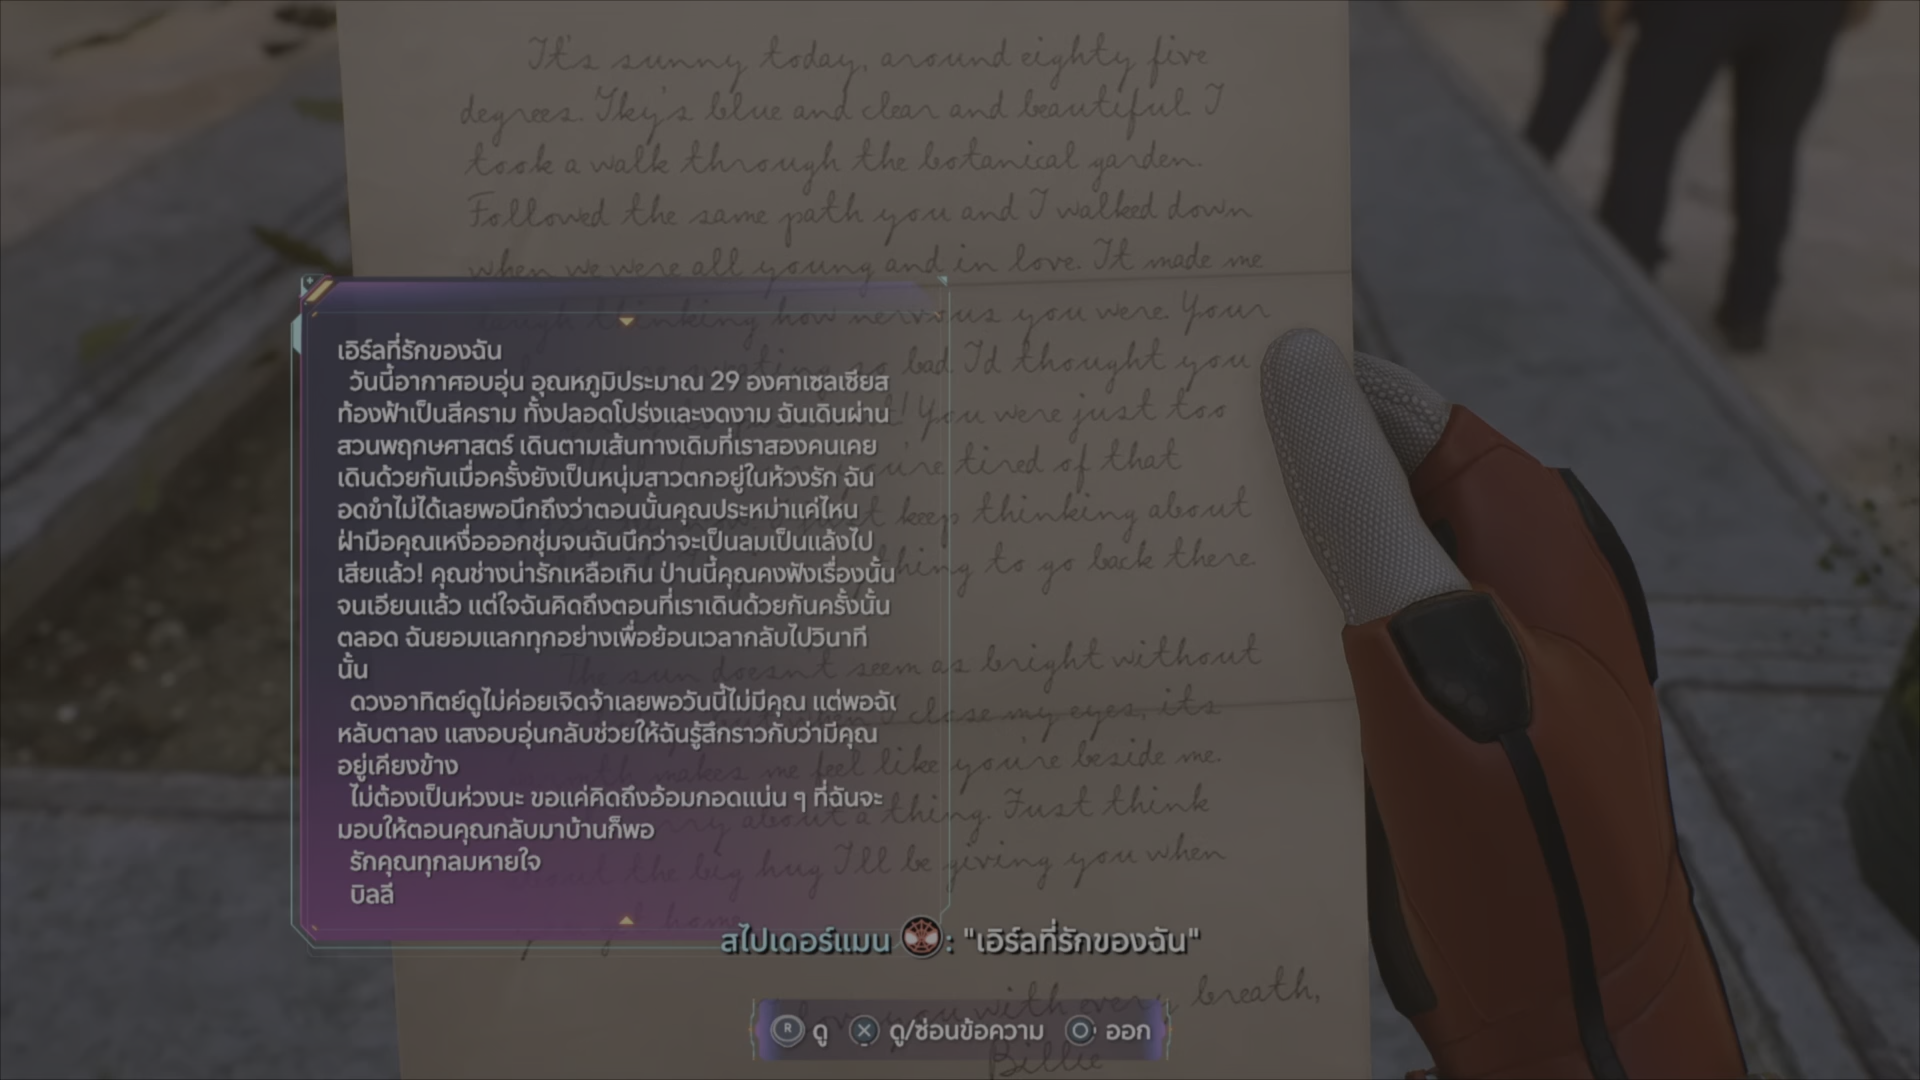 It's sunny today, around eighty five
degrees. Sky's blue and clear and beautiful. I
took a walk through the botanical garden.
Followed the same path you and I walked down
when we were all young and in love. It made me
thinking how nervous you were. Your
so bad I'd thought you
You were just too
you're tired of that
just keep thinking about
thing to go back there.
The sun doesn't seem as bright without
I close my eyes, its
makes me feel like you're beside me.
about a thing. Just think
the big hug I'll be giving you when
home
you with every breath,
Billie
เอิร์ลที่รักของฉัน
วันนี้อากาศอบอุ่น อุณหภูมิประมาณ 29 องศาเซลเซียส
ท้องฟ้าเป็นสีคราม ทั้งปลอดโปร่งและงดงาม ฉันเดินผ่าน
สวนพฤกษศาสตร์ เดินตามเส้นทางเดิมที่เราสองคนเคย
เดินด้วยกันเมื่อครั้งยังเป็นหนุ่มสาวตกอยู่ในห้วงรัก ฉัน
อดขำไม่ได้เลยพอนึกถึงว่าตอนนั้นคุณประหม่าแค่ไหน
ฝ่ามือคุณเหงื่อออกชุ่มจนฉันนึกว่าจะเป็นลมเป็นแล้งไป
เสียแล้ว! คุณช่างน่ารักเหลือเกิน ป่านนี้คุณคงฟังเรื่องนั้น
จนเอียนแล้ว แต่ใจฉันคิดถึงตอนที่เราเดินด้วยกันครั้งนั้น
ตลอด ฉันยอมแลกทุกอย่างเพื่อย้อนเวลากลับไปวินาที
นั้น
ดวงอาทิตย์ดูไม่ค่อยเจิดจ้าเลยพอวันนี้ไม่มีคุณ แต่พอฉัน
หลับตาลง แสงอบอุ่นกลับช่วยให้ฉันรู้สึกราวกับว่ามีคุณ
อยู่เคียงข้าง
ไม่ต้องเป็นห่วงนะ ขอแค่คิดถึงอ้อมกอดแน่น ๆ ที่ฉันจะ
มอบให้ตอนคุณกลับมาบ้านก็พอ
รักคุณทุกลมหายใจ
บิลลี
สไปเดอร์แมน : "เอิร์ลที่รักของฉัน"
R ดู ดู/ซ่อนข้อความ ออก